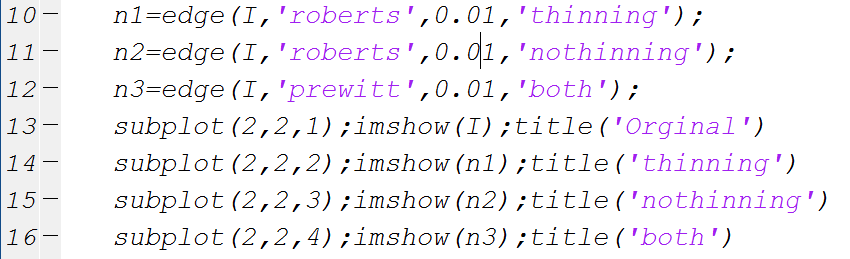 10 – n1=edge(I,'roberts',0.01,'thinning');
11 – n2=edge(I,'roberts',0.01,'nothinning');
12 – n3=edge(I,'prewitt',0.01,'both');
13 – subplot(2,2,1);imshow(I);title('Orginal')
14 – subplot(2,2,2);imshow(n1);title('thinning')
15 – subplot(2,2,3);imshow(n2);title('nothinning')
16 – subplot(2,2,4);imshow(n3);title('both')